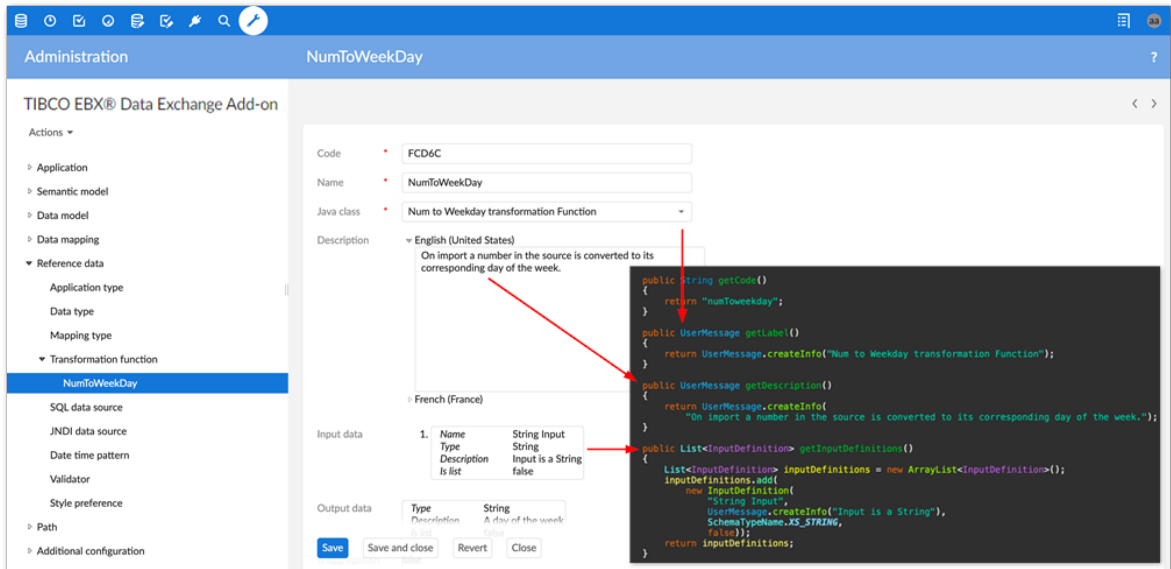 aa
Administration
NumToWeekDay
?
TIBCO EBX® Data Exchange Add-on
Actions
Application
Semantic model
Data model
Data mapping
Reference data
Application type
Data type
Mapping type
Transformation function
NumToWeekDay
SQL data source
JNDI data source
Date time pattern
Validator
Style preference
Path
Additional configuration
Code * FCD6C
Name * NumToWeekDay
Java class * Num to Weekday transformation Function
Description English (United States)
On import a number in the source is converted to its
corresponding day of the week.
French (France)
Input data 1. Name String Input
Type String
Description Input is a String
Is list false
Output data Type String
Description A day of the week
Is list false
Save Save and close Revert Close
public String getCode()
{
return "numToweekday";
}
public UserMessage getLabel()
{
return UserMessage.createInfo("Num to Weekday transformation Function");
}
public UserMessage getDescription()
{
return UserMessage.createInfo(
"On import a number in the source is converted to its corresponding day of the week.");
}
public List<InputDefinition> getInputDefinitions()
{
List<InputDefinition> inputDefinitions = new ArrayList<InputDefinition>();
inputDefinitions.add(
new InputDefinition(
"String Input",
UserMessage.createInfo("Input is a String"),
SchemaTypeName.XS_STRING,
false));
return inputDefinitions;
}